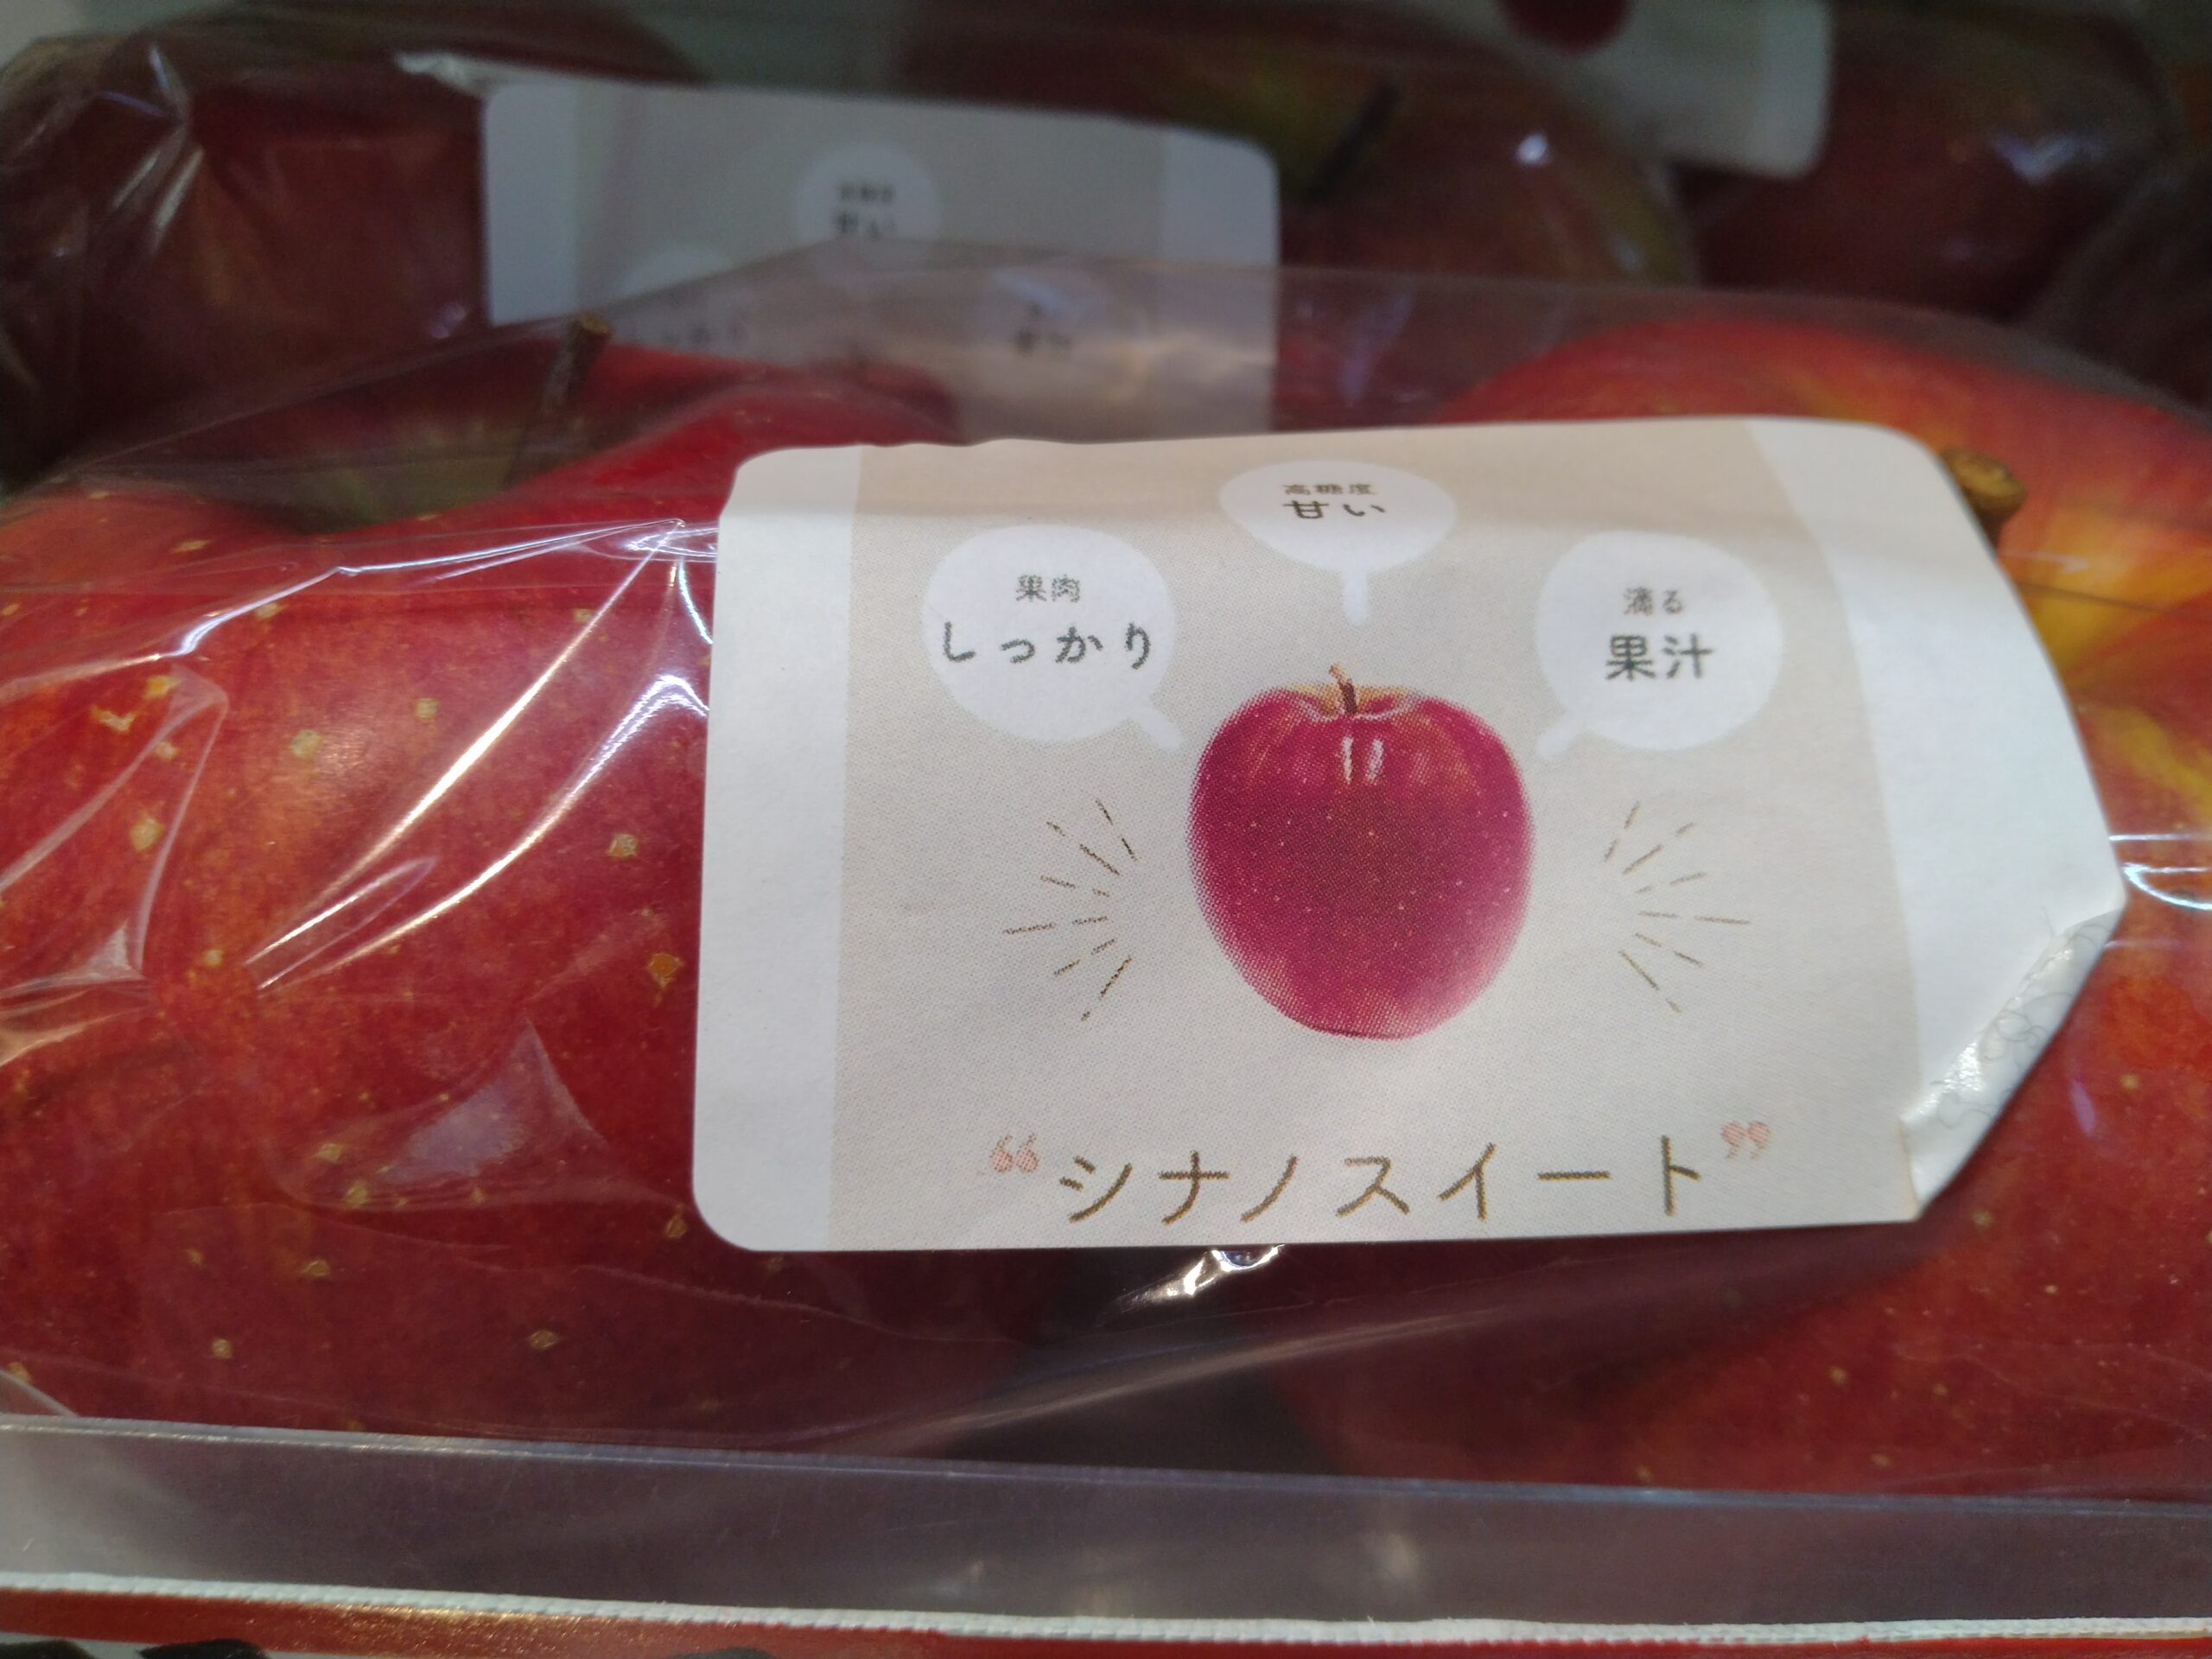 高糖度
甘い
果肉
しっかり
滴る
果汁
“シナノスイート”